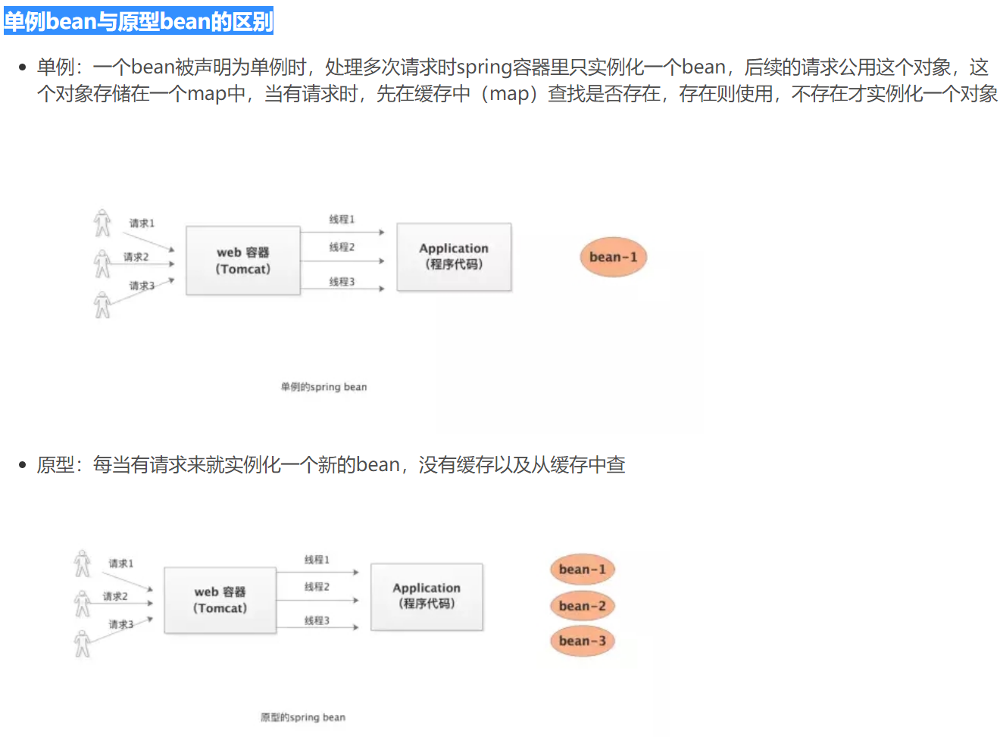 单例bean与原型bean的区别
单例：一个bean被声明为单例时，处理多次请求时spring容器里只实例化一个bean，后续的请求公用这个对象，这
个对象存储在一个map中，当有请求时，先在缓存中（map）查找是否存在，存在则使用，不存在才实例化一个对象
请求1
请求2
请求3
web 容器
（Tomcat）
线程1
线程2
线程3
Application
（程序代码）
bean-1
单例的spring bean
原型：每当有请求来就实例化一个新的bean，没有缓存以及从缓存中查
请求1
请求2
请求3
web 容器
（Tomcat）
线程1
线程2
线程3
Application
（程序代码）
bean-1
bean-2
bean-3
原型的spring bean